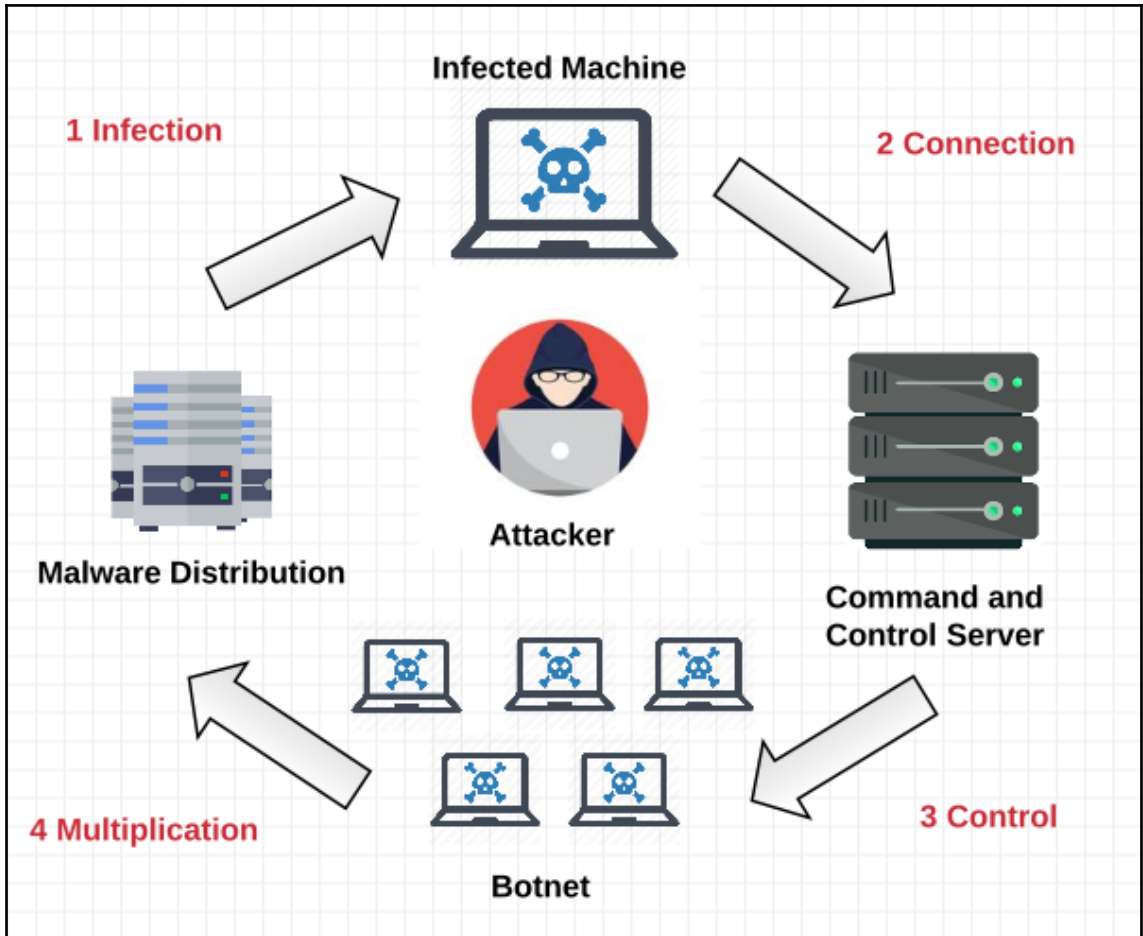 Infected Machine
1 Infection
2 Connection
Attacker
Malware Distribution
Command and
Control Server
4 Multiplication
3 Control
Botnet